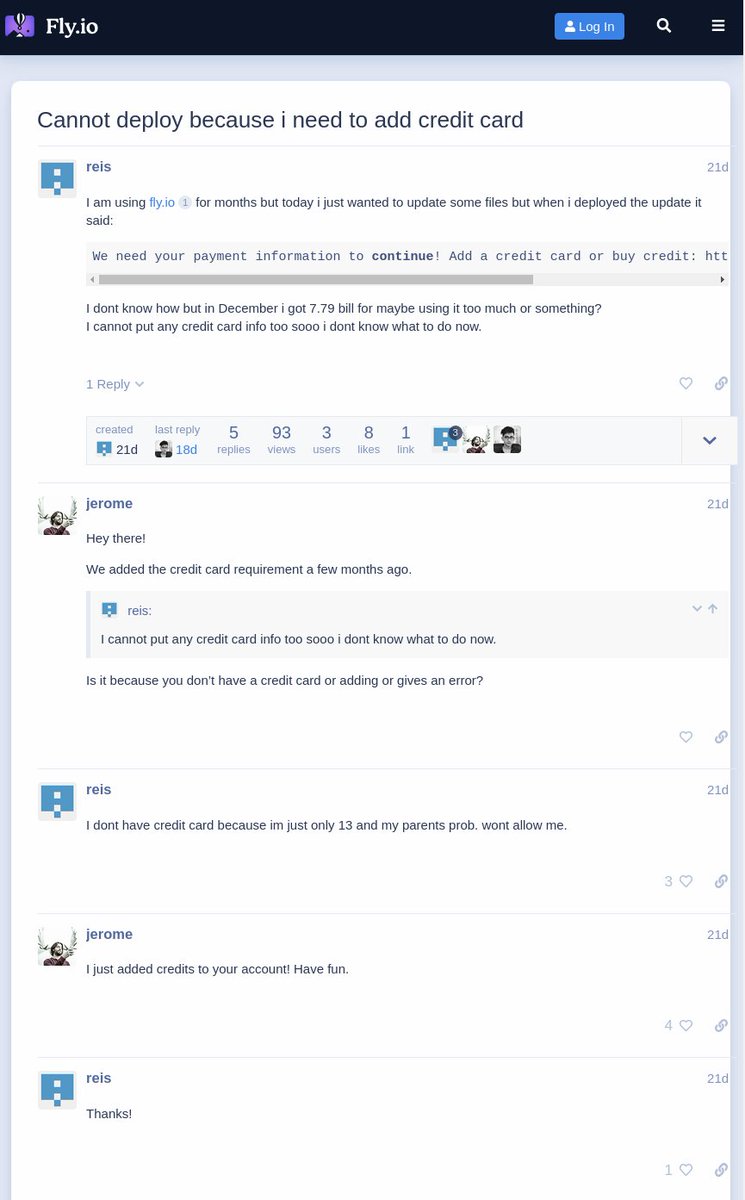 Fly.io
Log In
Cannot deploy because i need to add credit card
reis
21d
I am using fly.io 1 for months but today i just wanted to update some files but when i deployed the update it
said:
We need your payment information to continue! Add a credit card or buy credit: htt
I dont know how but in December i got 7.79 bill for maybe using it too much or something?
I cannot put any credit card info too sooo i dont know what to do now.
1 Reply
created
last reply
5
93
3
8
1
3
21d
18d
replies
views
users
likes
link
jerome
21d
Hey there!
We added the credit card requirement a few months ago.
reis:
I cannot put any credit card info too sooo i dont know what to do now.
Is it because you don’t have a credit card or adding or gives an error?
reis
21d
I dont have credit card because im just only 13 and my parents prob. wont allow me.
3
jerome
21d
I just added credits to your account! Have fun.
4
reis
21d
Thanks!
1